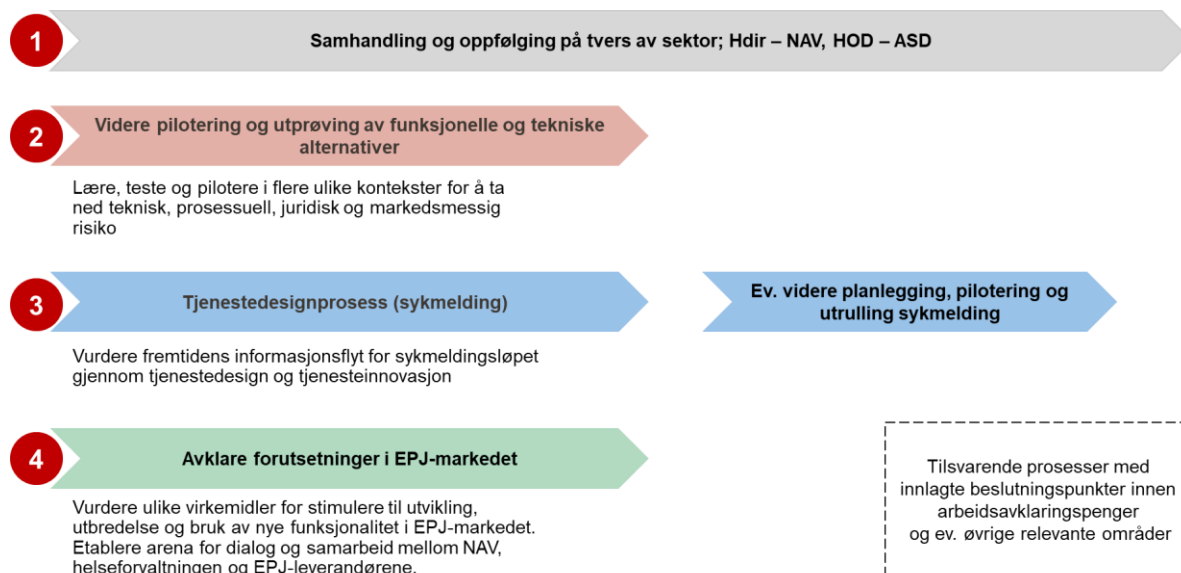 1
Samhandling og oppfølging på tvers av sektor; Hdir – NAV, HOD – ASD
2
Videre pilotering og utprøving av funksjonelle og tekniske
alternativer
Lære, teste og pilotere i flere ulike kontekster for å ta
ned teknisk, prosessuell, juridisk og markedsmessig
risiko
3
Tjenestedesignprosess (sykmelding)
Ev. videre planlegging, pilotering og
utrulling sykmelding
Vurdere fremtidens informasjonsflyt for sykmeldingsløpet
gjennom tjenestedesign og tjenesteinnovasjon
4
Avklare forutsetninger i EPJ-markedet
Vurdere ulike virkemidler for stimulere til utvikling,
utbredelse og bruk av nye funksjonalitet i EPJ-markedet.
Etablere arena for dialog og samarbeid mellom NAV,
helseforvaltningen og EPJ-leverandørene.
Tilsvarende prosesser med
innlagte beslutningspunkter innen
arbeidsavklaringspenger
og ev. øvrige relevante områder